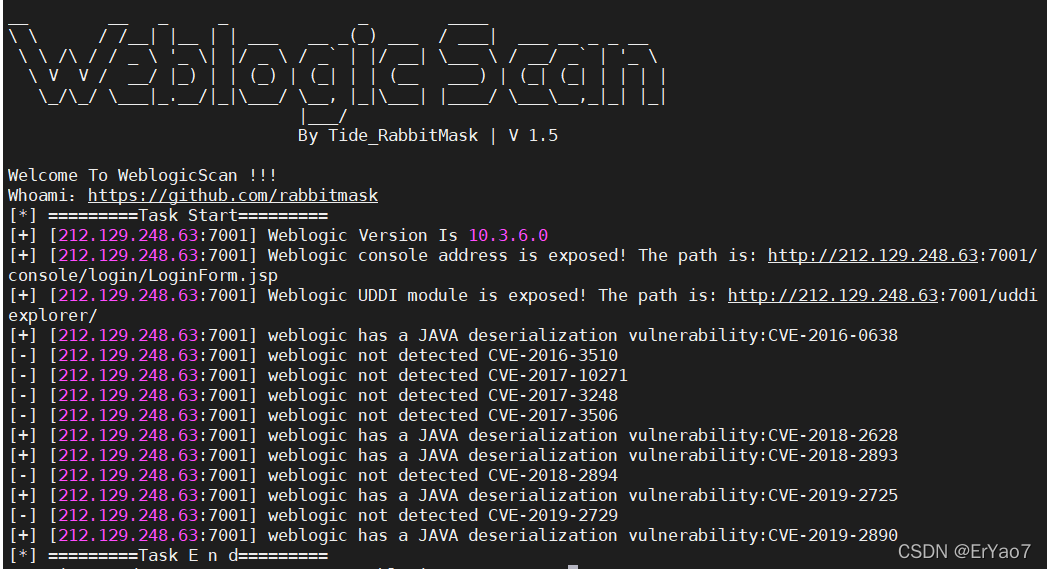 WeblogicScan
By Tide_RabbitMask | V 1.5
Welcome To WeblogicScan !!!
Whoami：https://github.com/rabbitmask
[*] =========Task Start=========
[+] [212.129.248.63:7001] Weblogic Version Is 10.3.6.0
[+] [212.129.248.63:7001] Weblogic console address is exposed! The path is: http://212.129.248.63:7001/
console/login/LoginForm.jsp
[+] [212.129.248.63:7001] Weblogic UDDI module is exposed! The path is: http://212.129.248.63:7001/uddi
explorer/
[+] [212.129.248.63:7001] weblogic has a JAVA deserialization vulnerability:CVE-2016-0638
[-] [212.129.248.63:7001] weblogic not detected CVE-2016-3510
[-] [212.129.248.63:7001] weblogic not detected CVE-2017-10271
[-] [212.129.248.63:7001] weblogic not detected CVE-2017-3248
[-] [212.129.248.63:7001] weblogic not detected CVE-2017-3506
[+] [212.129.248.63:7001] weblogic has a JAVA deserialization vulnerability:CVE-2018-2628
[+] [212.129.248.63:7001] weblogic has a JAVA deserialization vulnerability:CVE-2018-2893
[-] [212.129.248.63:7001] weblogic not detected CVE-2018-2894
[+] [212.129.248.63:7001] weblogic has a JAVA deserialization vulnerability:CVE-2019-2725
[-] [212.129.248.63:7001] weblogic not detected CVE-2019-2729
[+] [212.129.248.63:7001] weblogic has a JAVA deserialization vulnerability:CVE-2019-2890
[*] =========Task E n d=========
CSDN @ErYao7